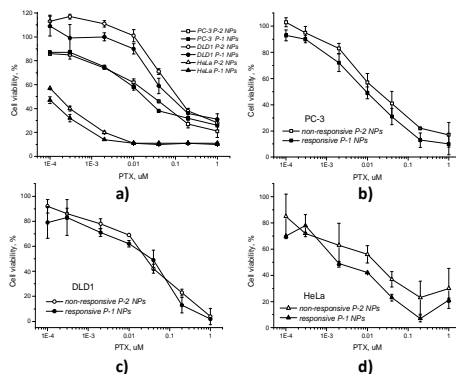 120
100
80
60
40
20
0
Cell viability, %
PC-3 P-2 NPs
PC-3 P-1 NPs
DLD1 P-2 NPs
DLD1 P-1 NPs
HeLa P-2 NPs
HeLa P-1 NPs
1E-4 1E-3 0.01 0.1 1
PTX, uM
a)
100
80
60
40
20
0
Cell viability, %
PC-3
non-responsive P-2 NPs
responsive P-1 NPs
1E-4 1E-3 0.01 0.1 1
PTX, uM
b)
100
80
60
40
20
0
Cell viability, %
DLD1
non-responsive P-2 NPs
responsive P-1 NPs
1E-4 1E-3 0.01 0.1 1
PTX, uM
c)
100
80
60
40
20
0
Cell viability, %
HeLa
non-responsive P-2 NPs
responsive P-1 NPs
1E-4 1E-3 0.01 0.1 1
PTX, uM
d)